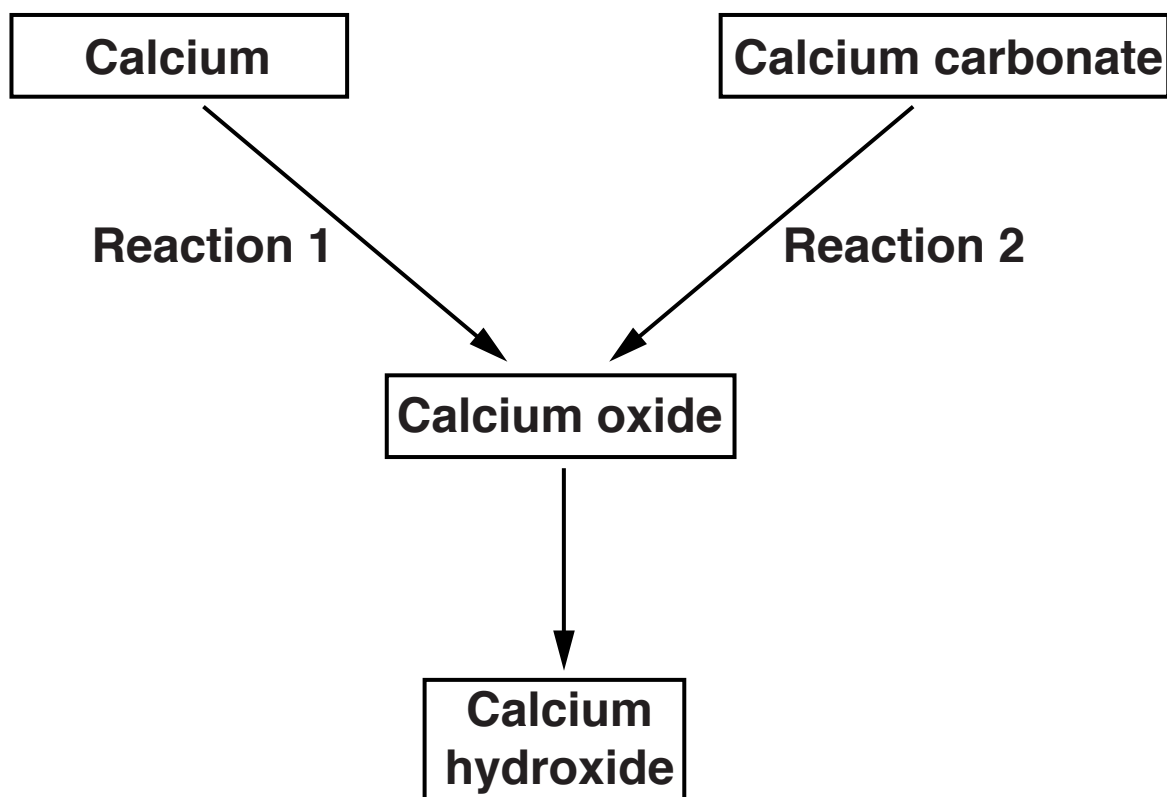 Calcium
Calcium carbonate
Reaction 1
Reaction 2
Calcium oxide
Calcium
hydroxide